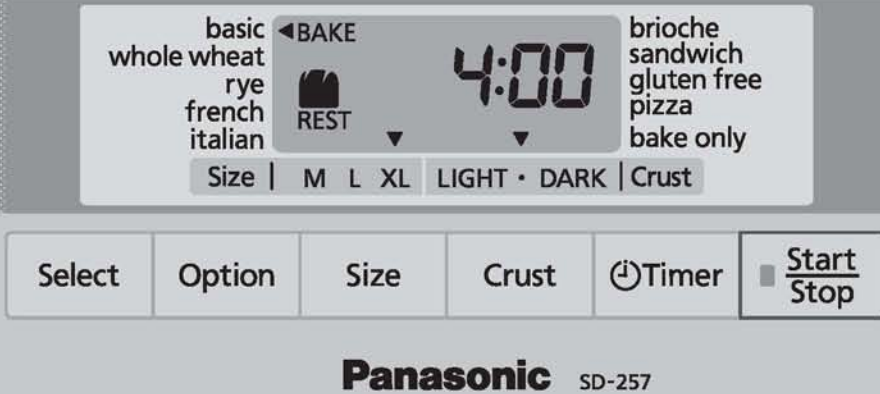 basic
whole wheat
rye
french
italian
BAKE
REST
4:00
brioche
sandwich
gluten free
pizza
bake only
Size | M L XL LIGHT · DARK | Crust
Select Option Size Crust Timer Start
Stop
Panasonic SD-257